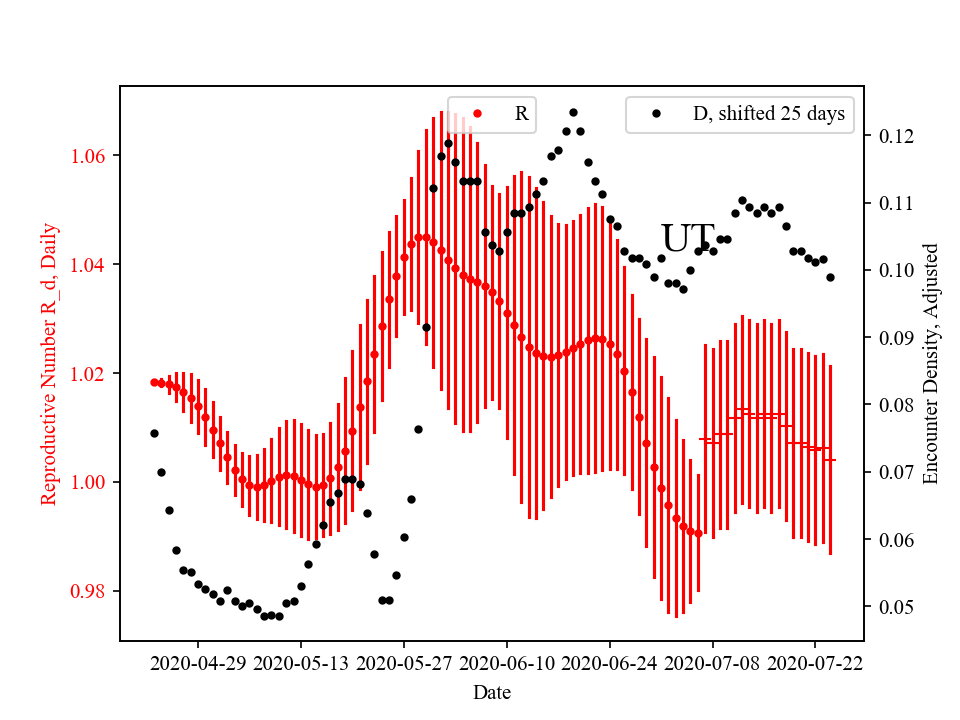 R
D, shifted 25 days
UT
Reproductive Number R_d, Daily
1.06
1.04
1.02
1.00
0.98
0.12
0.11
0.10
0.09
0.08
0.07
0.06
0.05
Encounter Density, Adjusted
2020-04-29 2020-05-13 2020-05-27 2020-06-10 2020-06-24 2020-07-08 2020-07-22
Date